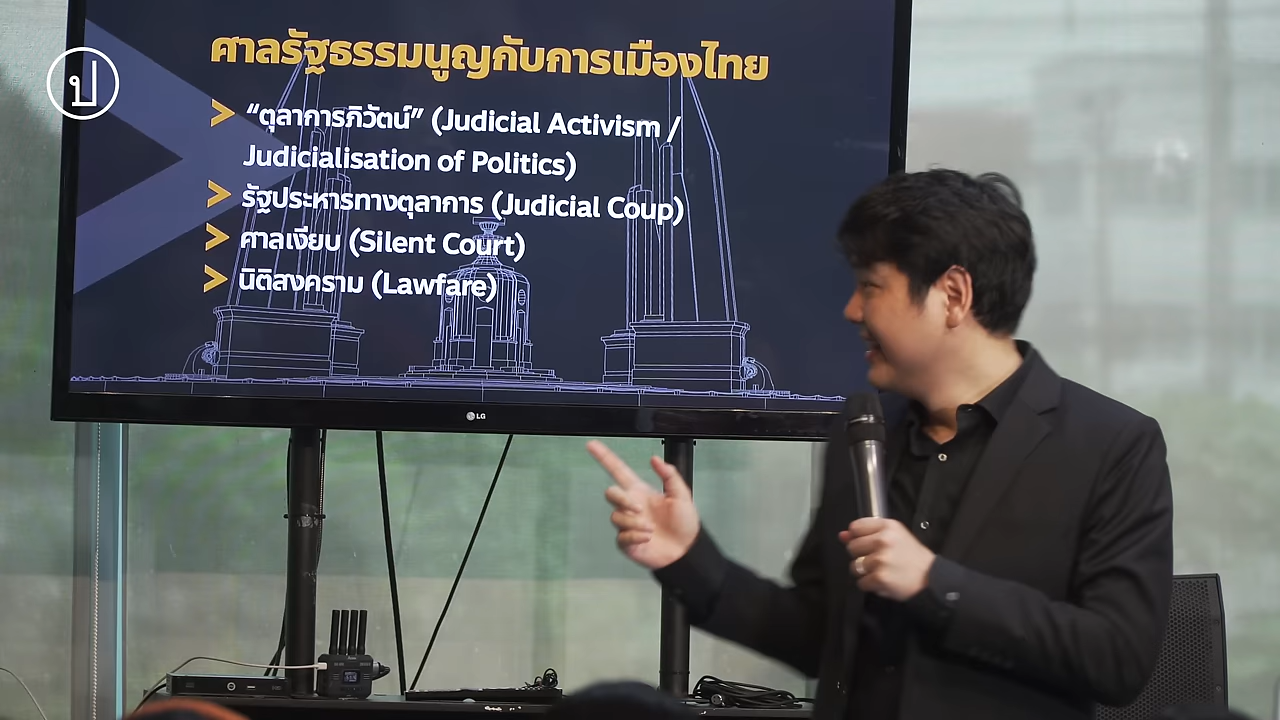 ป
ศาลรัฐธรรมนูญกับการเมืองไทย
“ตุลาการภิวัตน์” (Judicial Activism /
Judicialisation of Politics)
รัฐประหารทางตุลาการ (Judicial Coup)
ศาลเงียบ (Silent Court)
นิติสงคราม (Lawfare)
LG